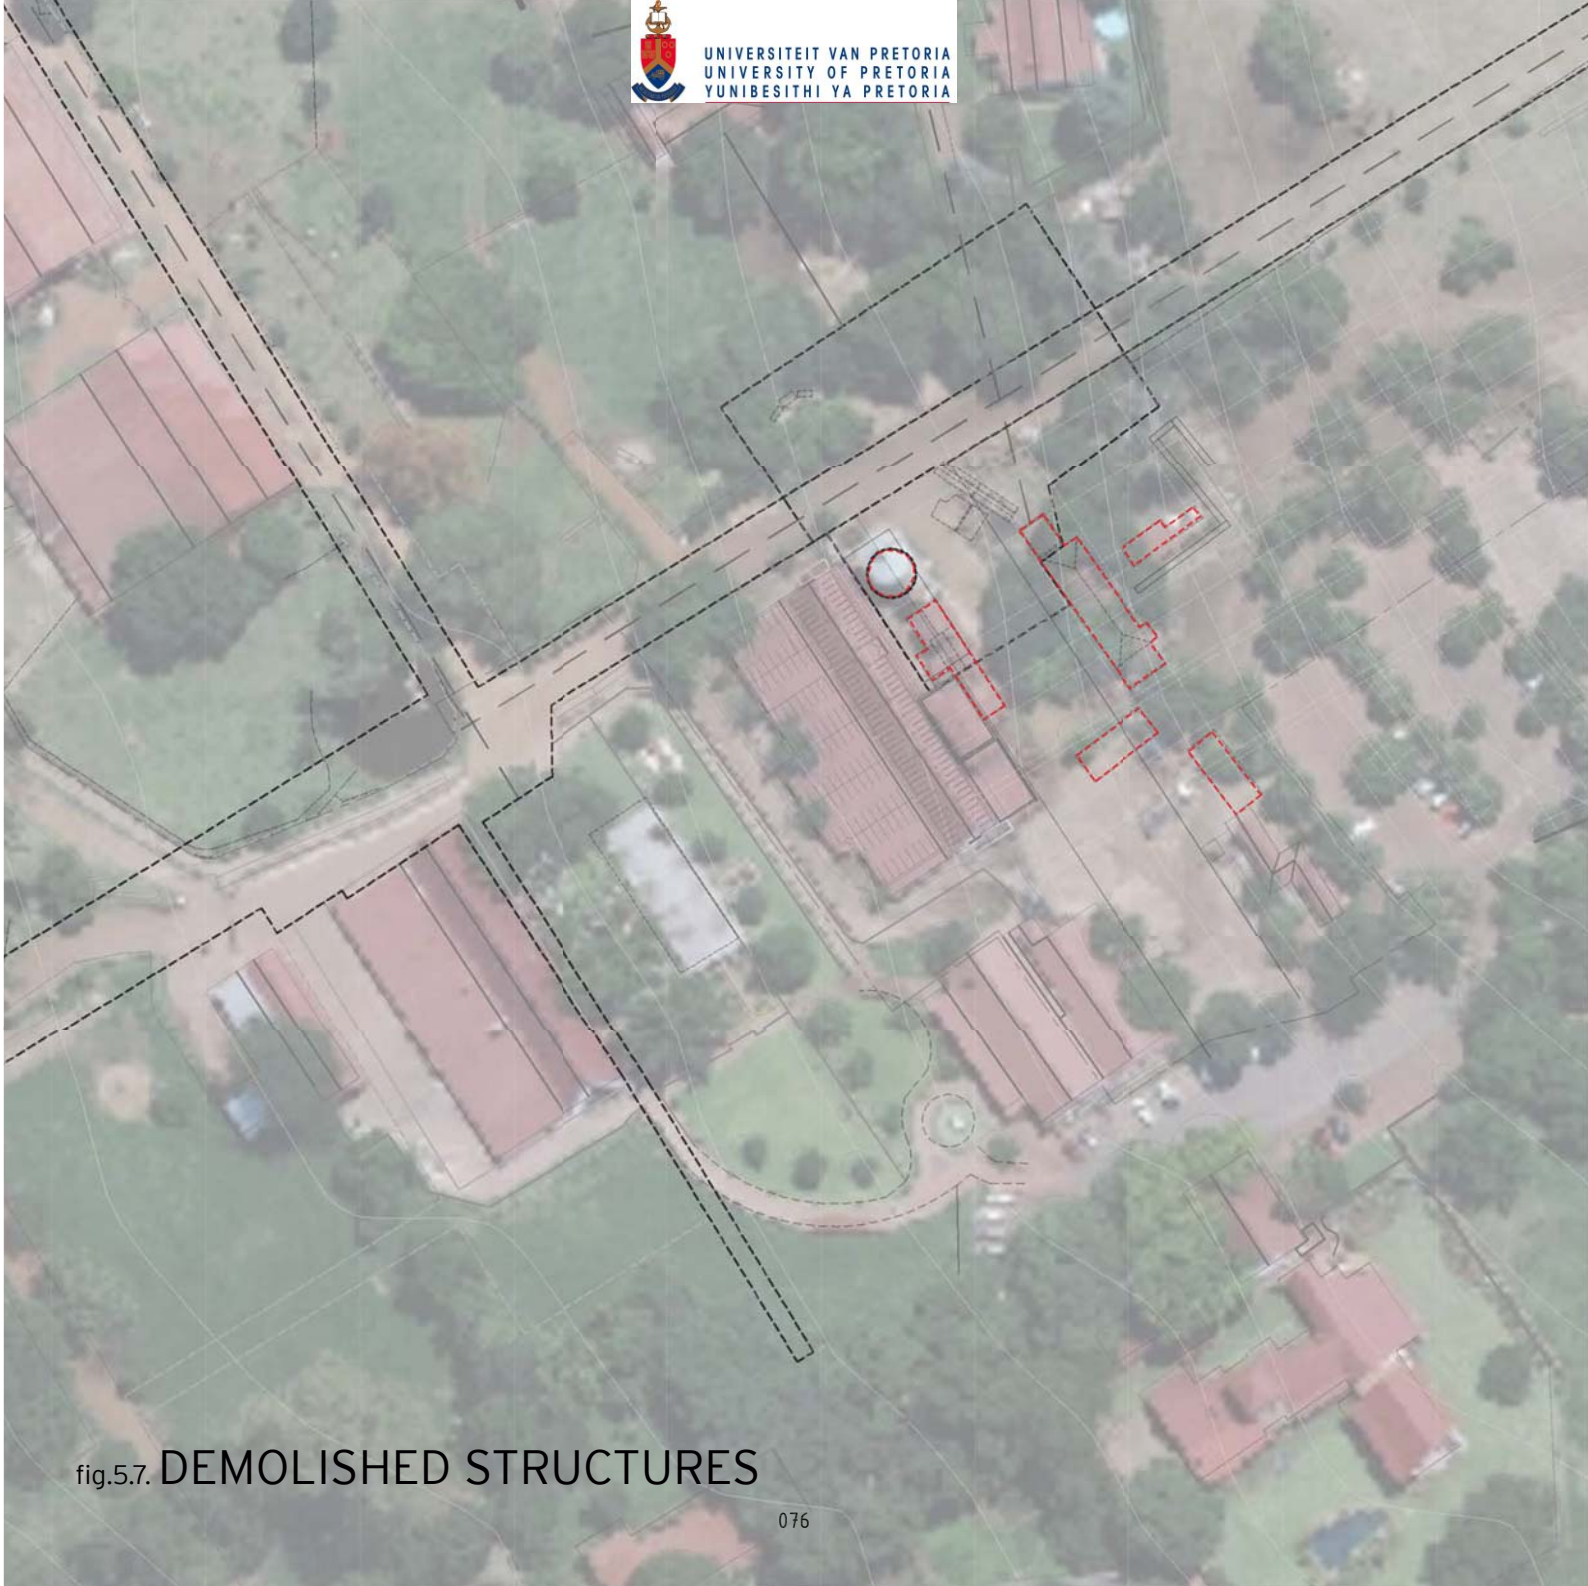 UNIVERSITEIT VAN PRETORIA
UNIVERSITY OF PRETORIA
YUNIBESITHI YA PRETORIA
fig.5.7. DEMOLISHED STRUCTURES
076